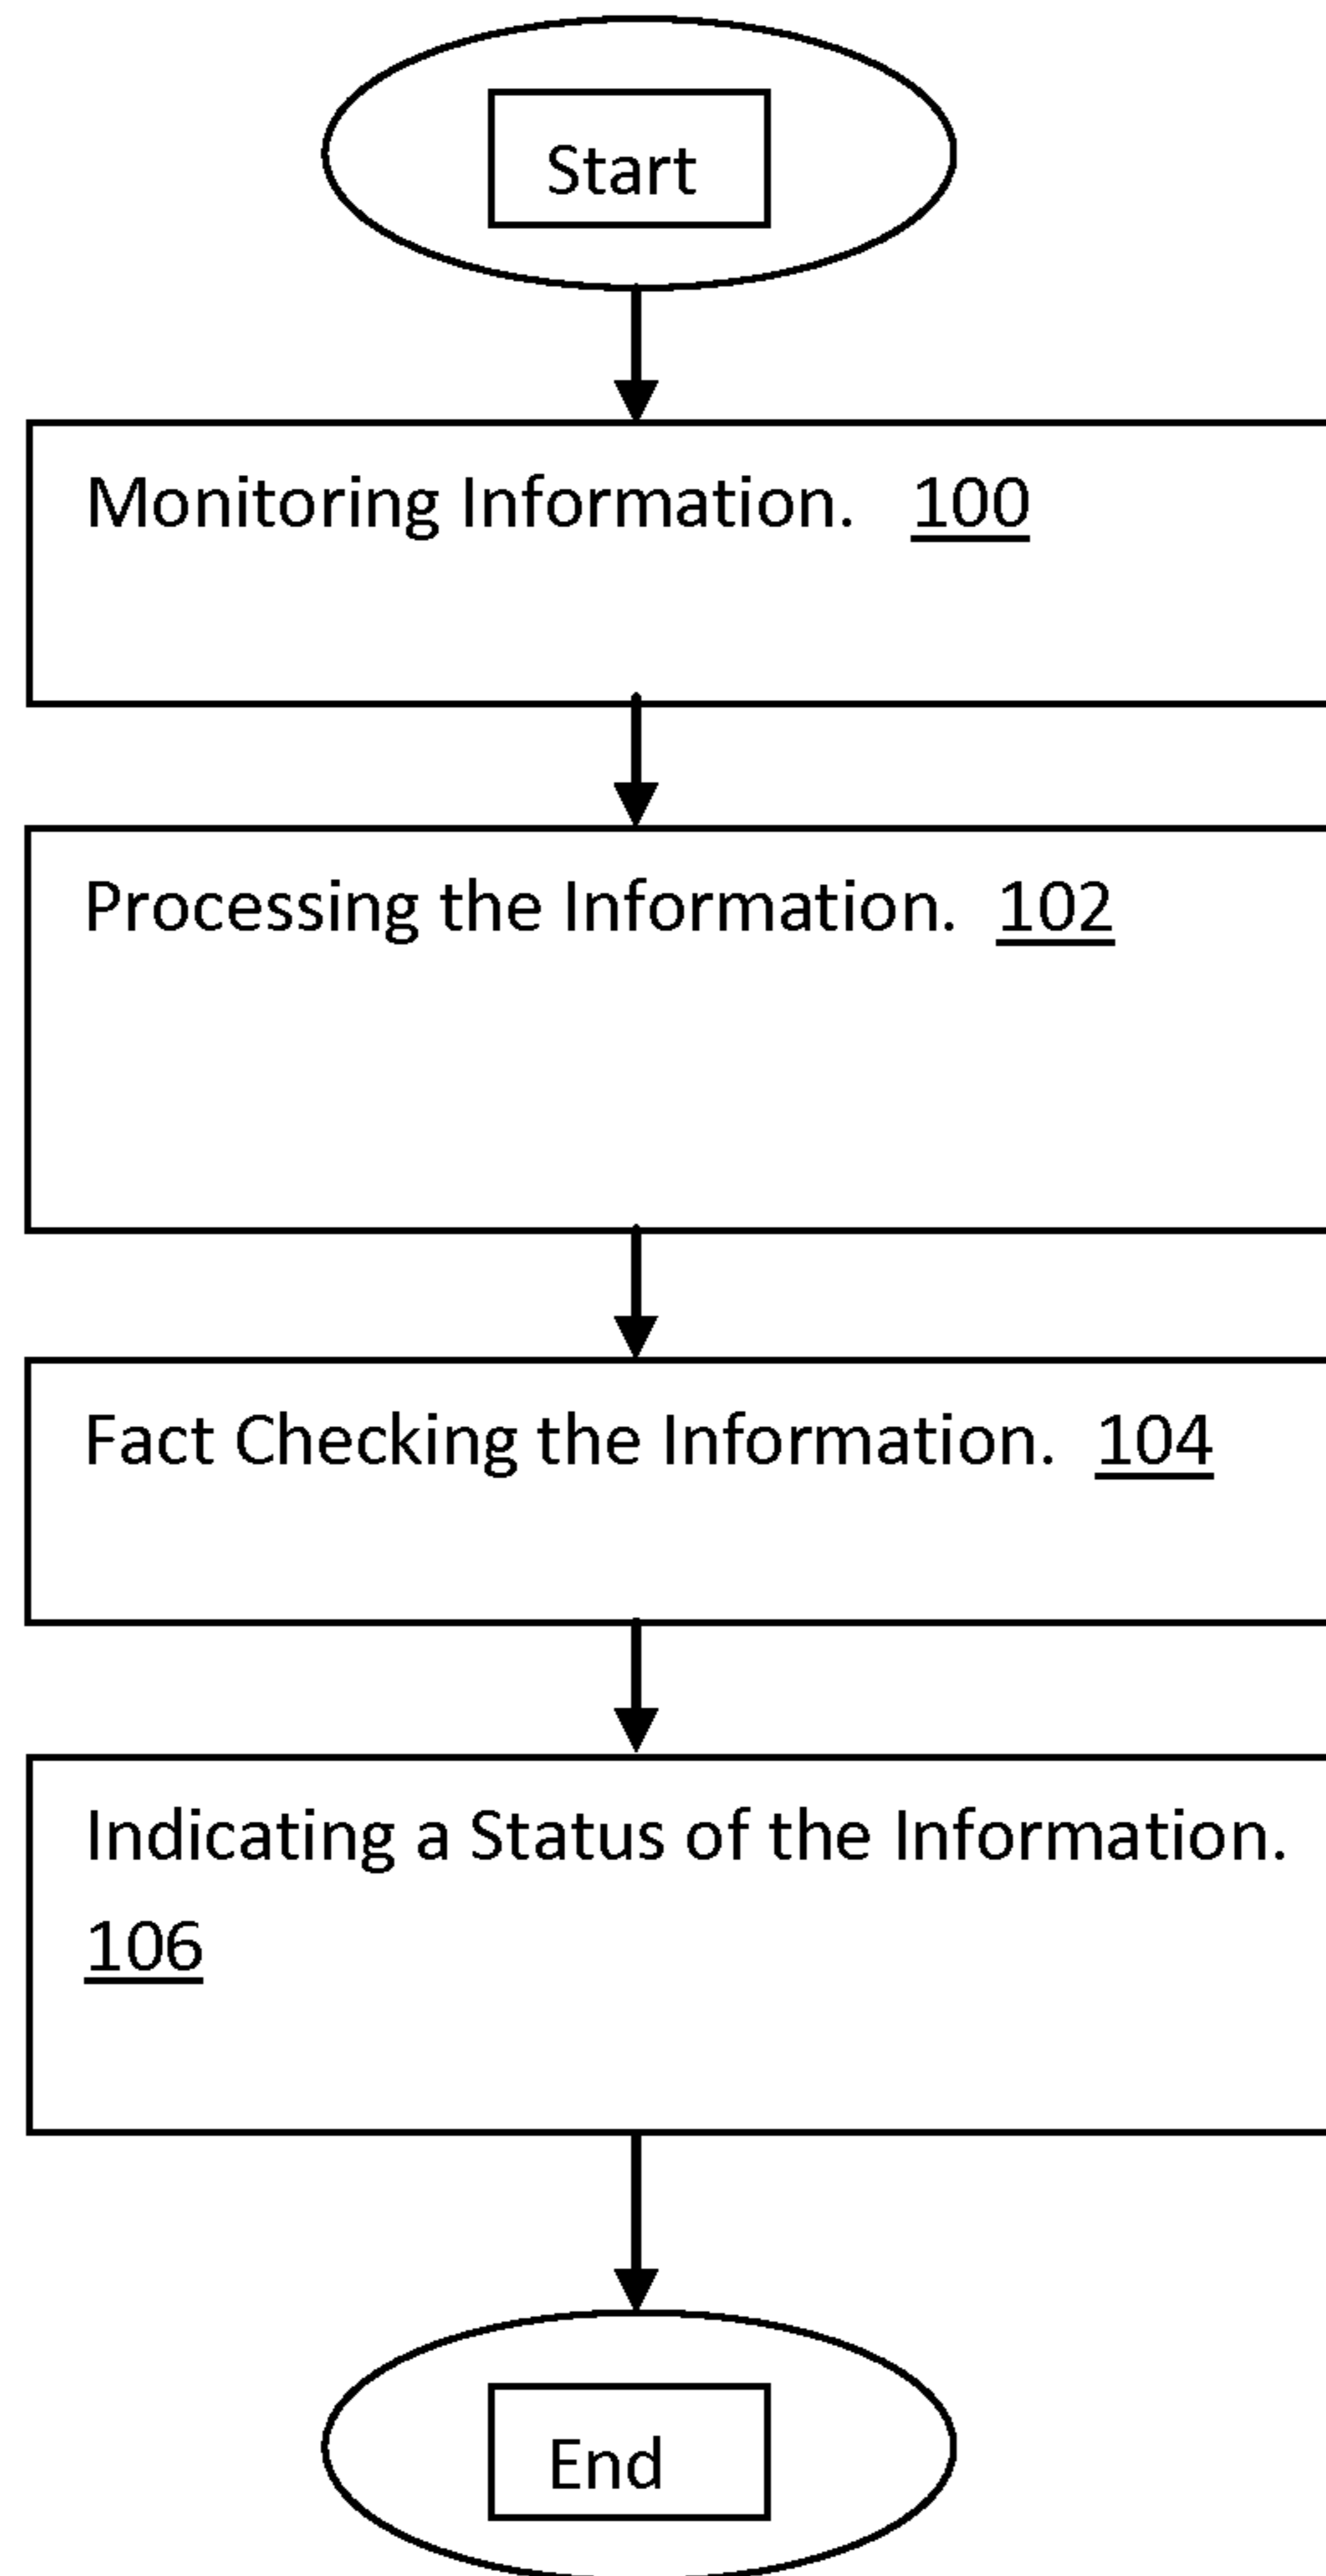 Start
Monitoring Information. 100
Processing the Information. 102
Fact Checking the Information. 104
Indicating a Status of the Information.
106
End